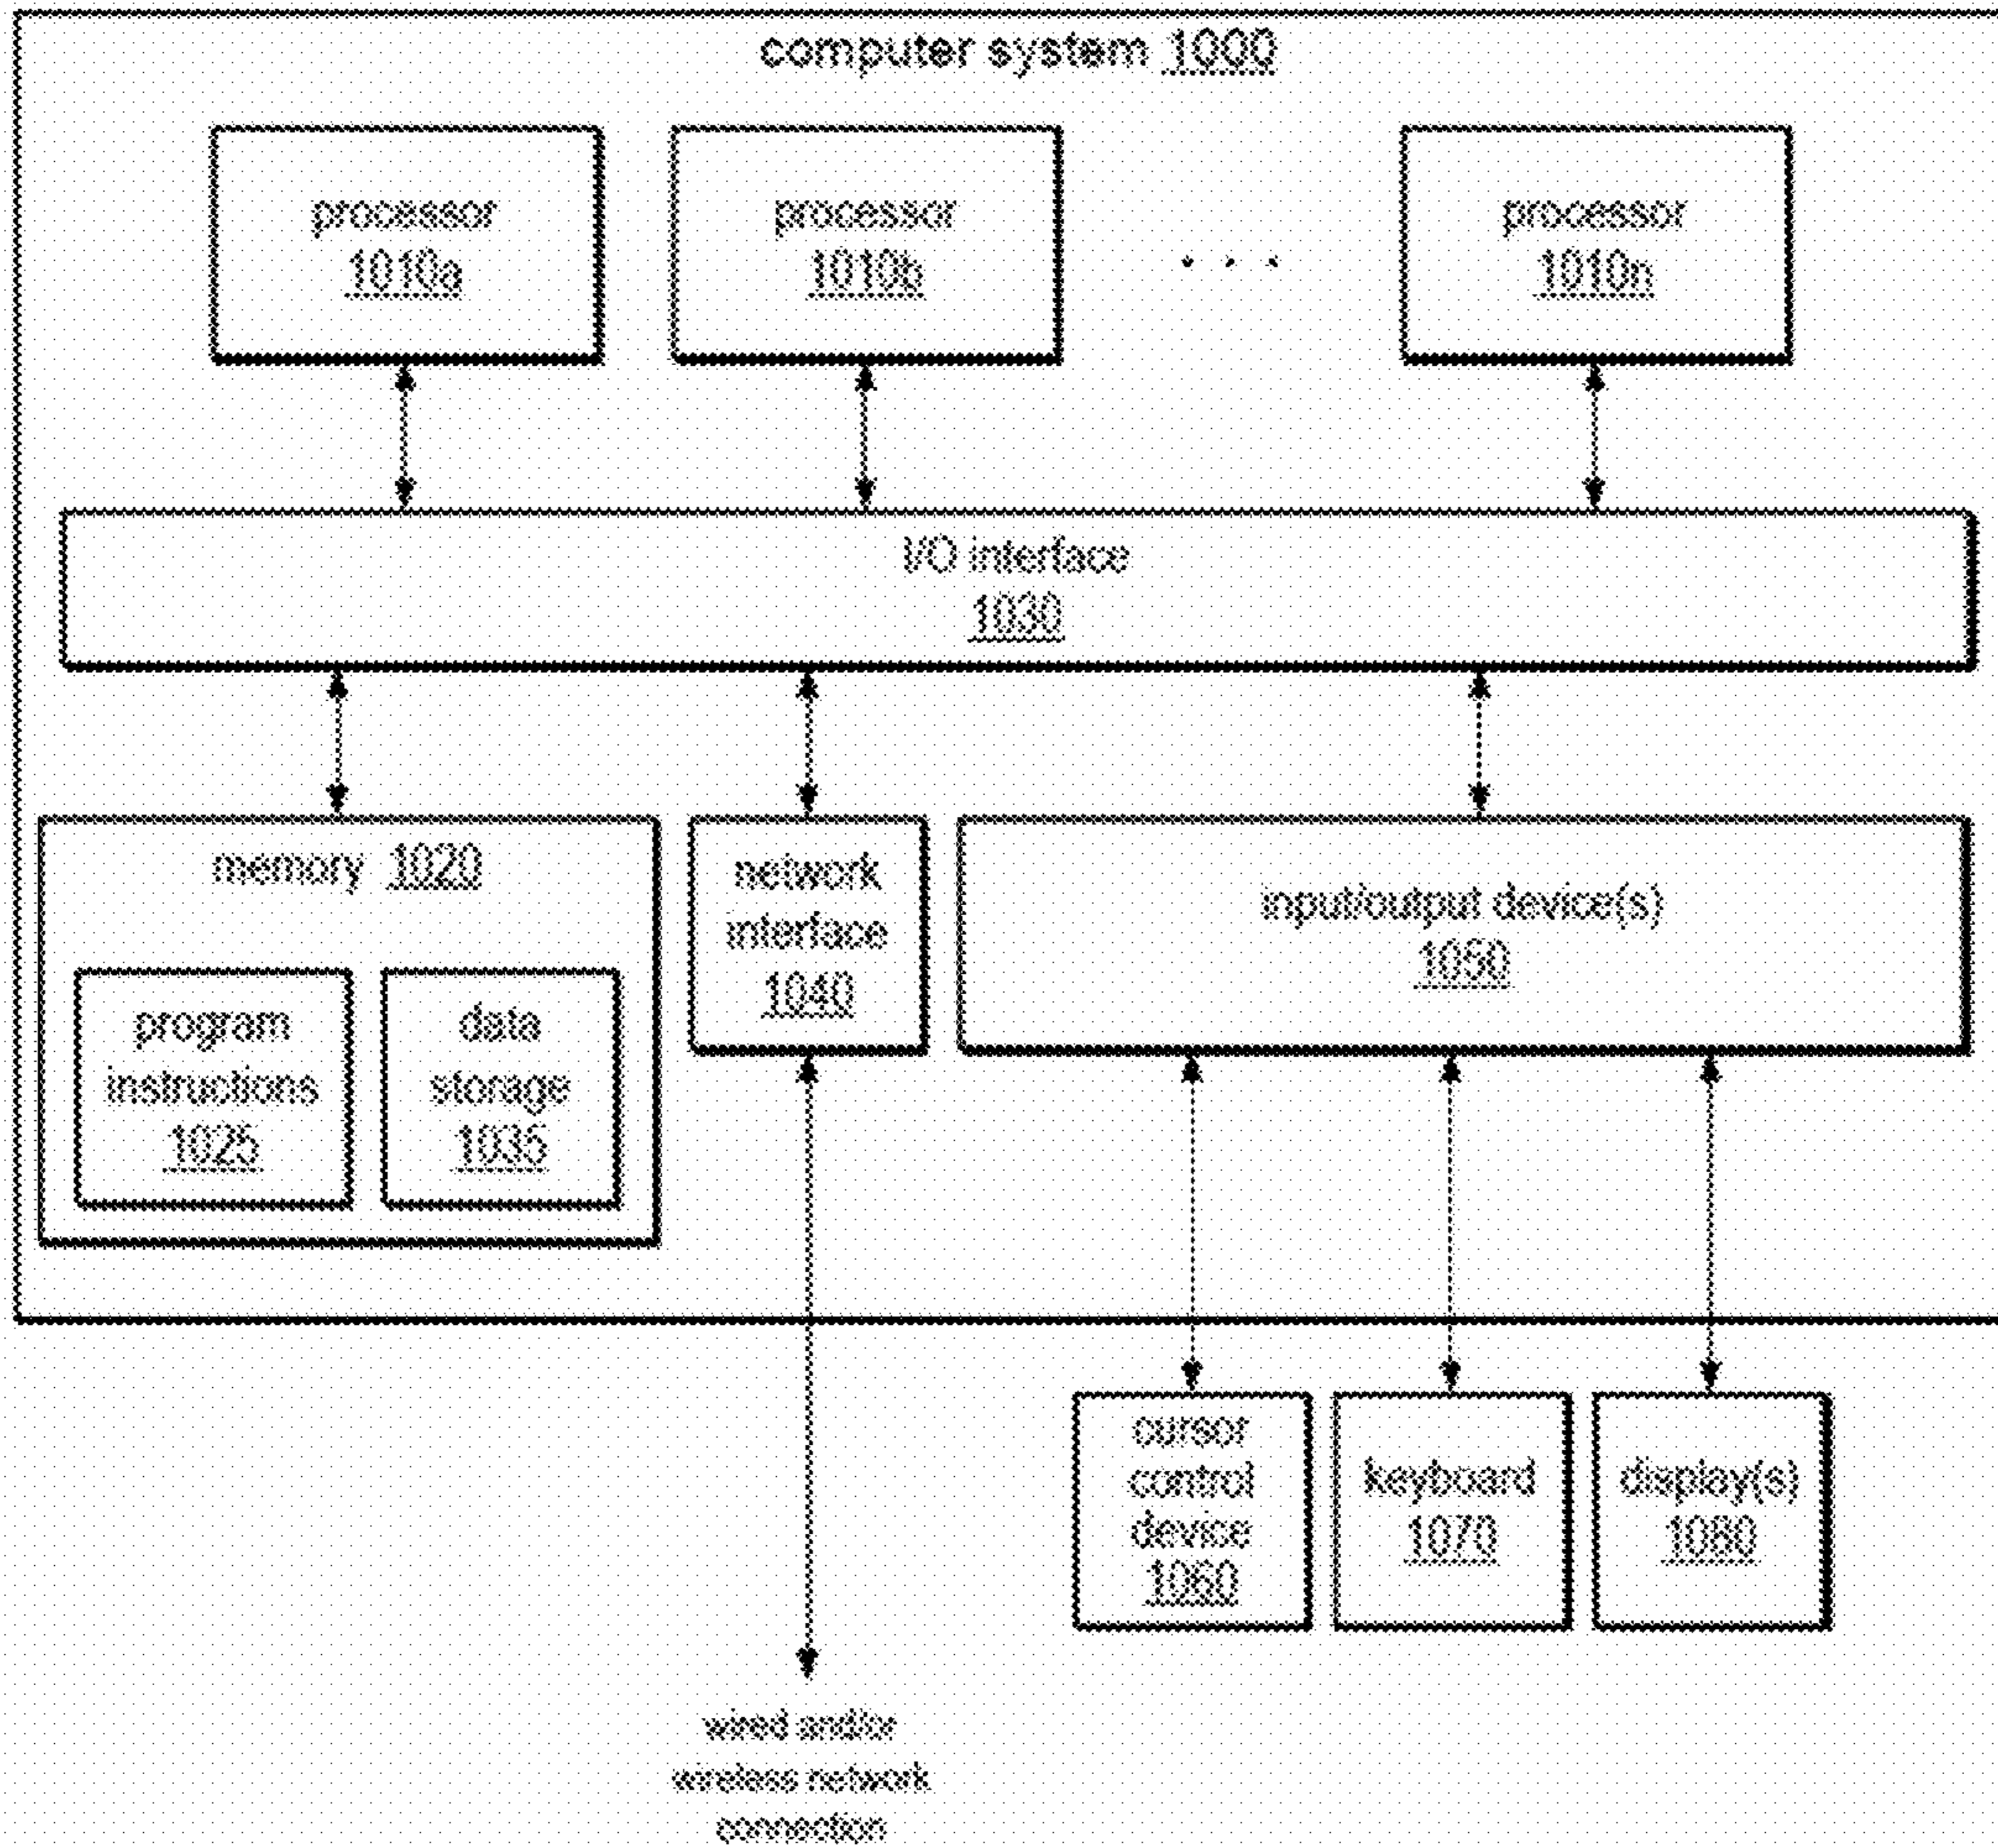 computer system 1000
processor
1010a
processor
1010b
. . .
processor
1010n
I/O interface
1030
memory 1020
program
instructions
1025
data
storage
1035
network
interface
1040
input/output device(s)
1050
cursor
control
device
1060
keyboard
1070
display(s)
1080
wired and/or
wireless network
connection